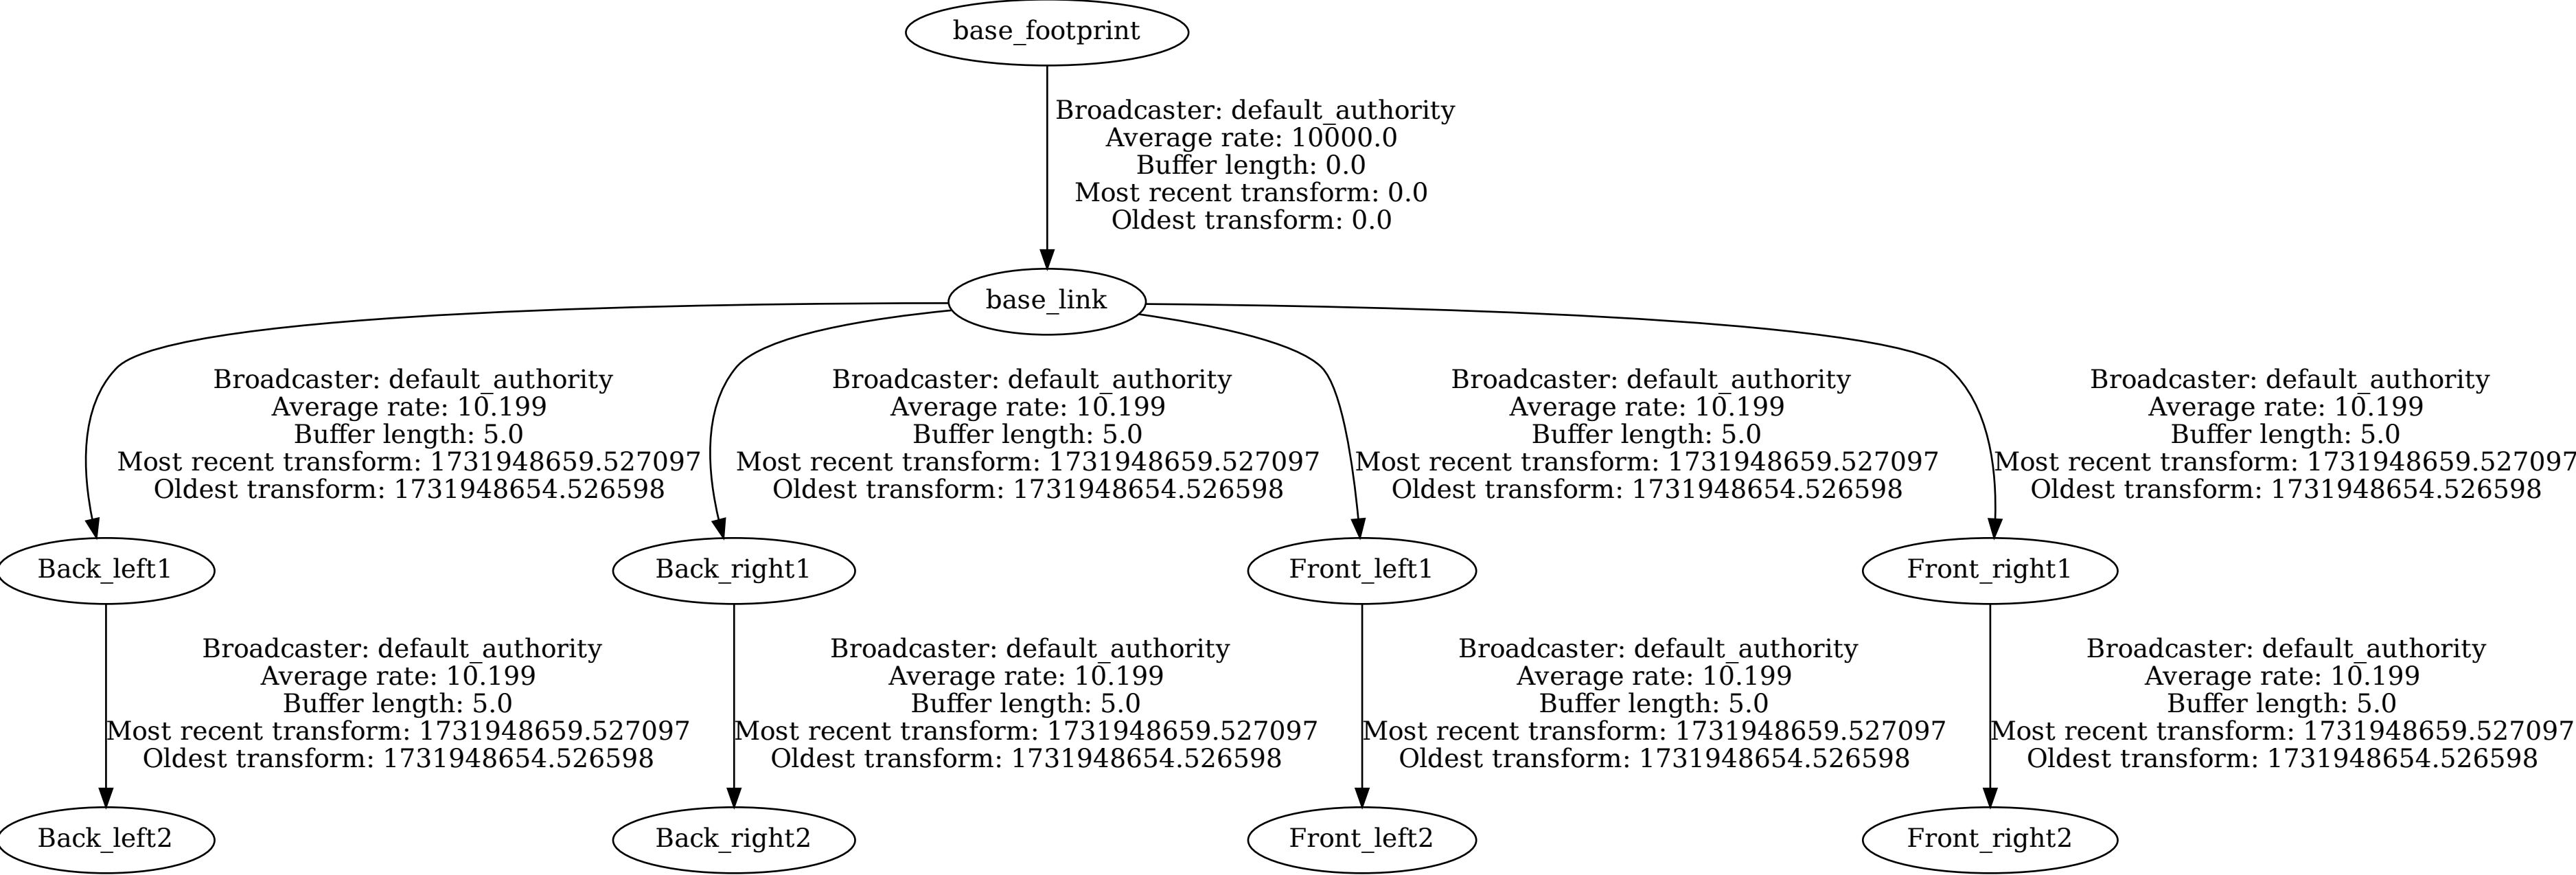 base_footprint
Broadcaster: default_authority
Average rate: 10000.0
Buffer length: 0.0
Most recent transform: 0.0
Oldest transform: 0.0
base_link
Broadcaster: default_authority
Average rate: 10.199
Buffer length: 5.0
Most recent transform: 1731948659.527097
Oldest transform: 1731948654.526598
Broadcaster: default_authority
Average rate: 10.199
Buffer length: 5.0
Most recent transform: 1731948659.527097
Oldest transform: 1731948654.526598
Broadcaster: default_authority
Average rate: 10.199
Buffer length: 5.0
Most recent transform: 1731948659.527097
Oldest transform: 1731948654.526598
Broadcaster: default_authority
Average rate: 10.199
Buffer length: 5.0
Most recent transform: 1731948659.527097
Oldest transform: 1731948654.526598
Back_left1
Back_right1
Front_left1
Front_right1
Broadcaster: default_authority
Average rate: 10.199
Buffer length: 5.0
Most recent transform: 1731948659.527097
Oldest transform: 1731948654.526598
Broadcaster: default_authority
Average rate: 10.199
Buffer length: 5.0
Most recent transform: 1731948659.527097
Oldest transform: 1731948654.526598
Broadcaster: default_authority
Average rate: 10.199
Buffer length: 5.0
Most recent transform: 1731948659.527097
Oldest transform: 1731948654.526598
Broadcaster: default_authority
Average rate: 10.199
Buffer length: 5.0
Most recent transform: 1731948659.527097
Oldest transform: 1731948654.526598
Back_left2
Back_right2
Front_left2
Front_right2